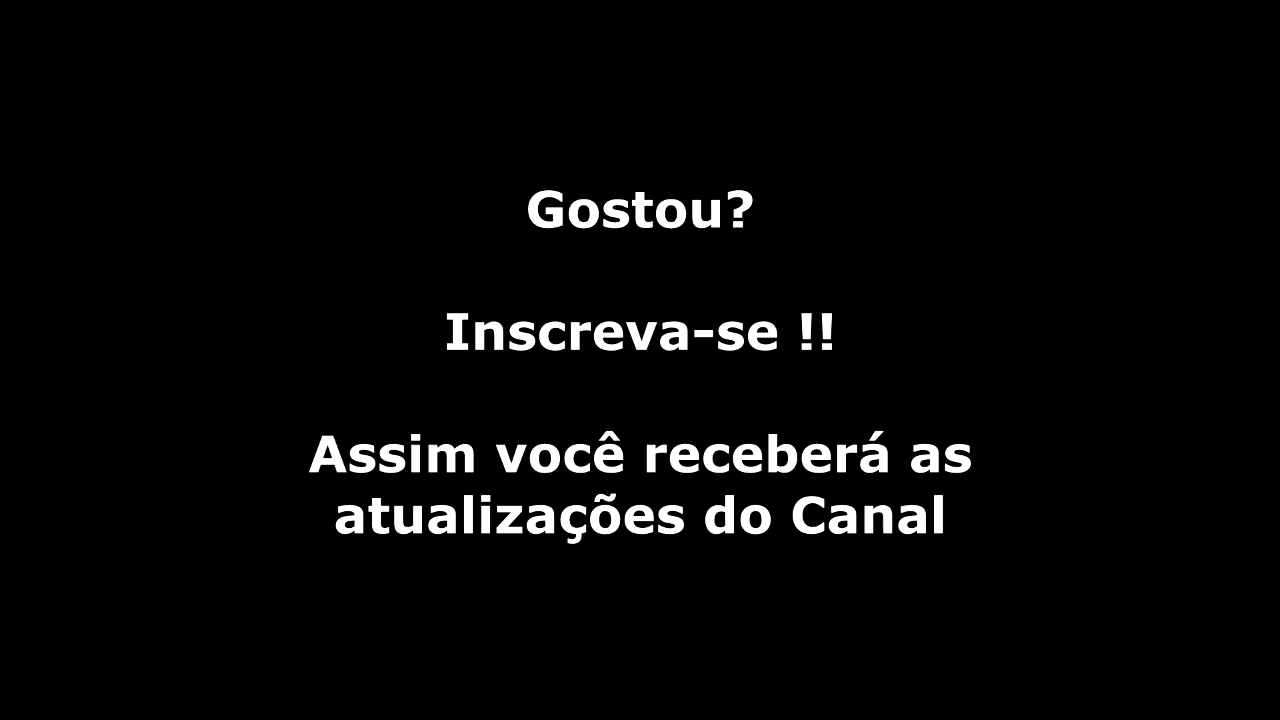 Gostou?
Inscreva-se !!
Assim você receberá as
atualizações do Canal